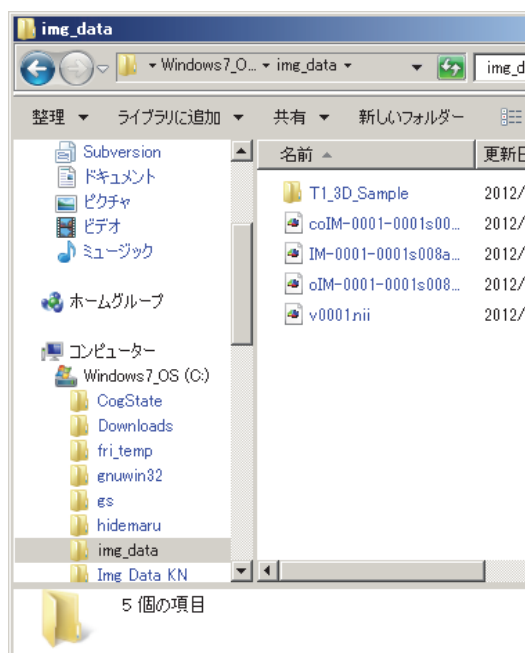 img_data
Windows7_O... img_data
img_d
整理 ライブラリに追加 共有 新しいフォルダー
Subversion
ドキュメント
ピクチャ
ビデオ
ミュージック
ホームグループ
コンピューター
Windows7_OS (C:)
CogState
Downloads
fri_temp
gnuwin32
gs
hidemaru
img_data
Img Data KN
名前 更新日
T1_3D_Sample 2012/
coIM-0001-0001s00... 2012/
IM-0001-0001s008a... 2012/
oIM-0001-0001s008... 2012/
v0001.nii 2012/
5 個の項目